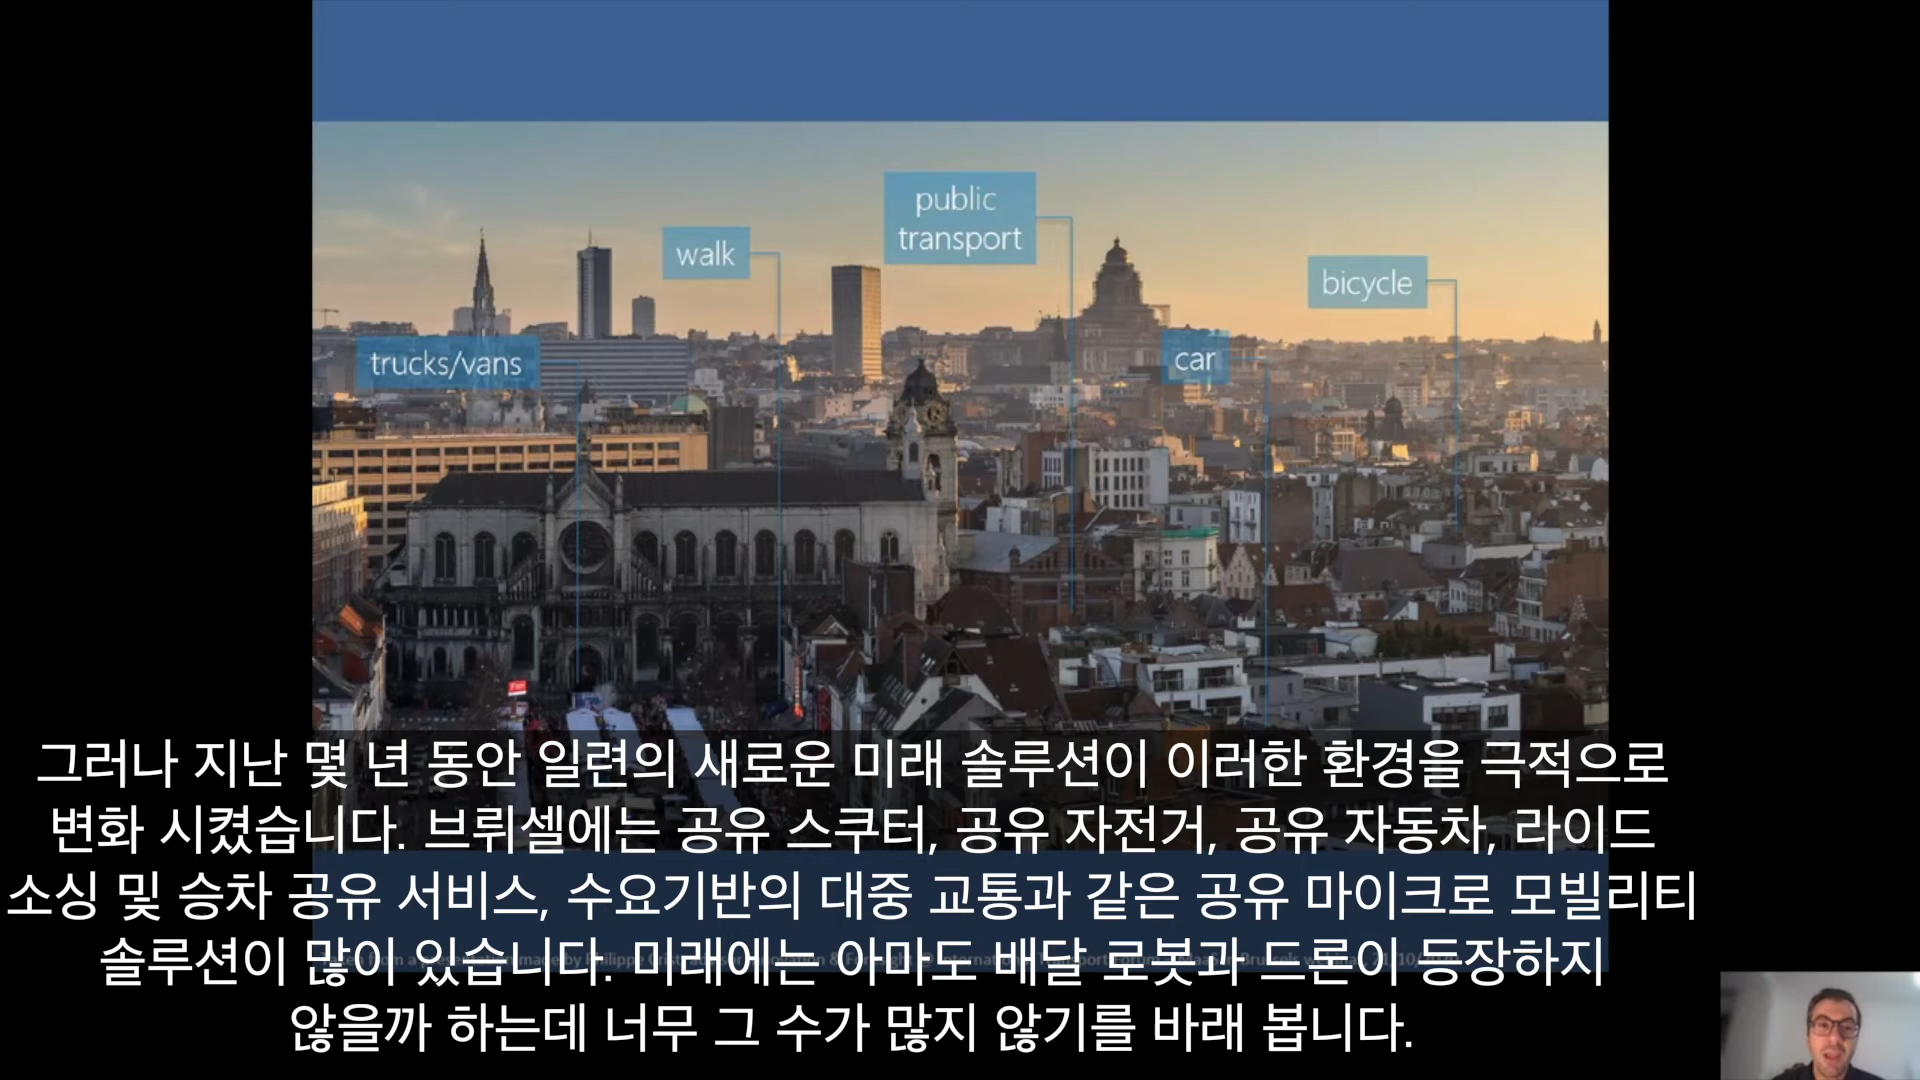 public
transport
walk
bicycle
car
trucks/vans
그러나 지난 몇 년 동안 일련의 새로운 미래 솔루션이 이러한 환경을 극적으로
변화 시켰습니다. 브뤼셀에는 공유 스쿠터, 공유 자전거, 공유 자동차, 라이드
소싱 및 승차 공유 서비스, 수요기반의 대중 교통과 같은 공유 마이크로 모빌리티
솔루션이 많이 있습니다. 미래에는 아마도 배달 로봇과 드론이 등장하지
않을까 하는데 너무 그 수가 많지 않기를 바래 봅니다.